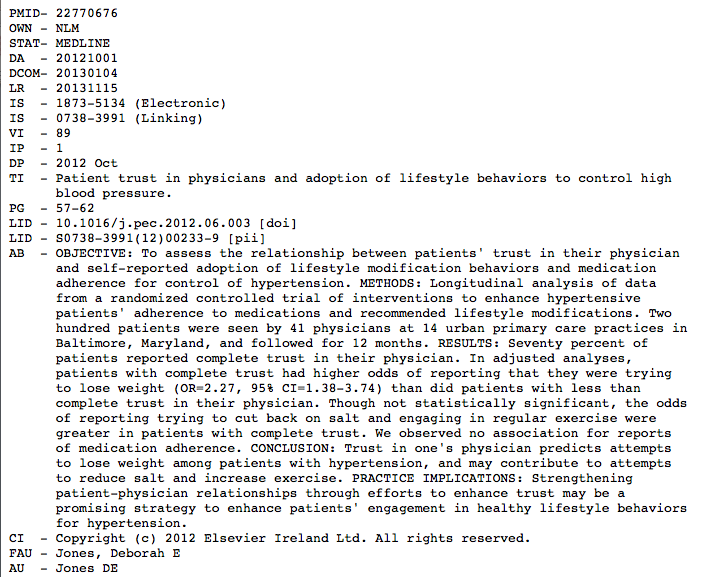 PMID- 22770676
OWN - NLM
STAT- MEDLINE
DA  - 20121001
DCOM- 20130104
LR  - 20131115
IS  - 1873-5134 (Electronic)
IS  - 0738-3991 (Linking)
VI  - 89
IP  - 1
DP  - 2012 Oct
TI  - Patient trust in physicians and adoption of lifestyle behaviors to control high
      blood pressure.
PG  - 57-62
LID - 10.1016/j.pec.2012.06.003 [doi]
LID - S0738-3991(12)00233-9 [pii]
AB  - OBJECTIVE: To assess the relationship between patients' trust in their physician
      and self-reported adoption of lifestyle modification behaviors and medication
      adherence for control of hypertension. METHODS: Longitudinal analysis of data
      from a randomized controlled trial of interventions to enhance hypertensive
      patients' adherence to medications and recommended lifestyle modifications. Two
      hundred patients were seen by 41 physicians at 14 urban primary care practices in
      Baltimore, Maryland, and followed for 12 months. RESULTS: Seventy percent of
      patients reported complete trust in their physician. In adjusted analyses,
      patients with complete trust had higher odds of reporting that they were trying
      to lose weight (OR=2.27, 95% CI=1.38-3.74) than did patients with less than
      complete trust in their physician. Though not statistically significant, the odds
      of reporting trying to cut back on salt and engaging in regular exercise were
      greater in patients with complete trust. We observed no association for reports
      of medication adherence. CONCLUSION: Trust in one's physician predicts attempts
      to lose weight among patients with hypertension, and may contribute to attempts
      to reduce salt and increase exercise. PRACTICE IMPLICATIONS: Strengthening
      patient-physician relationships through efforts to enhance trust may be a
      promising strategy to enhance patients' engagement in healthy lifestyle behaviors
      for hypertension.
CI  - Copyright (c) 2012 Elsevier Ireland Ltd. All rights reserved.
FAU - Jones, Deborah E
AU  - Jones DE